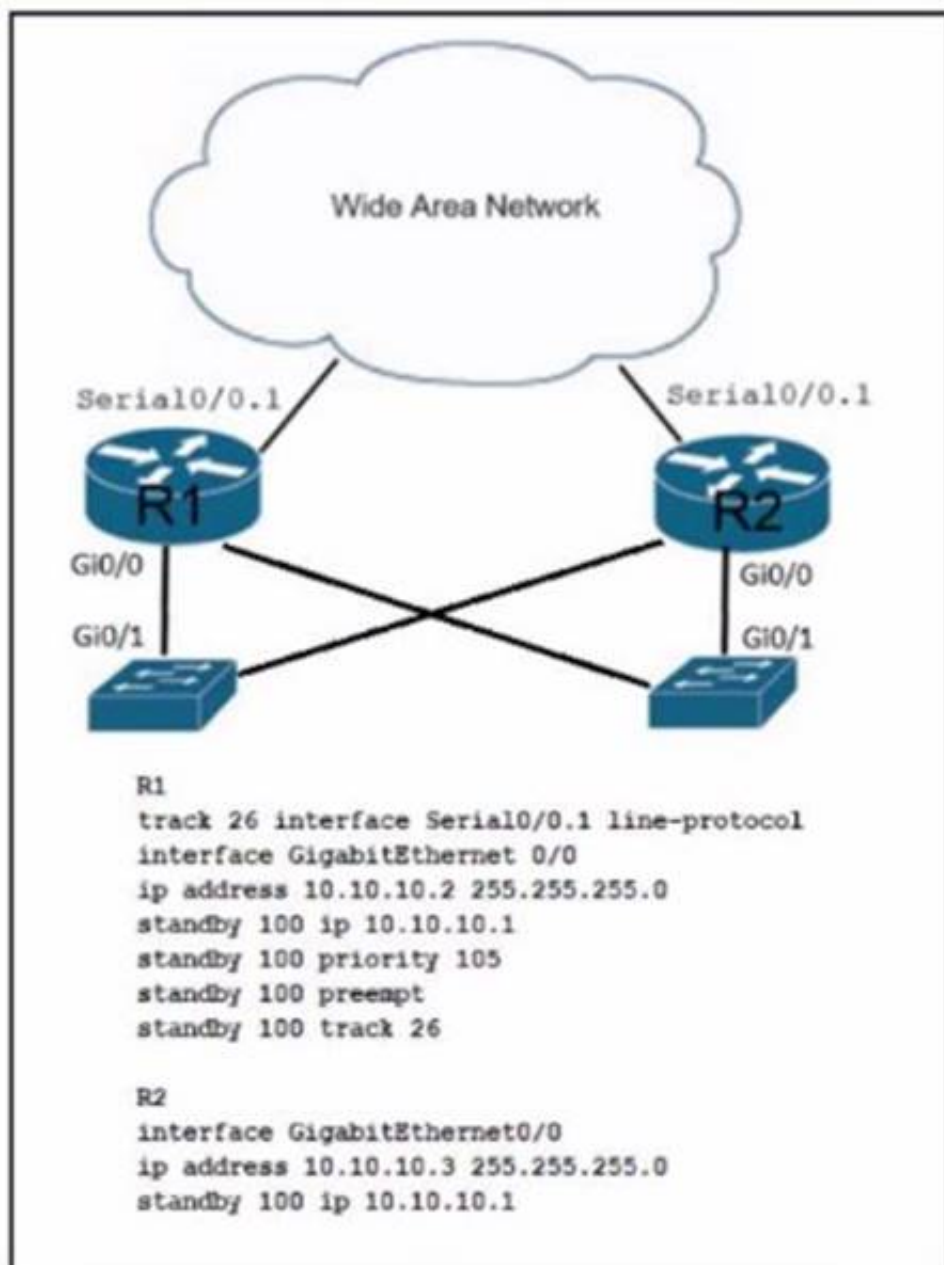 Wide Area Network
Serial0/0.1
Serial0/0.1
R1
R2
Gi0/0
Gi0/0
Gi0/1
Gi0/1
R1
track 26 interface Serial0/0.1 line-protocol
interface GigabitEthernet 0/0
ip address 10.10.10.2 255.255.255.0
standby 100 ip 10.10.10.1
standby 100 priority 105
standby 100 preempt
standby 100 track 26
R2
interface GigabitEthernet0/0
ip address 10.10.10.3 255.255.255.0
standby 100 ip 10.10.10.1